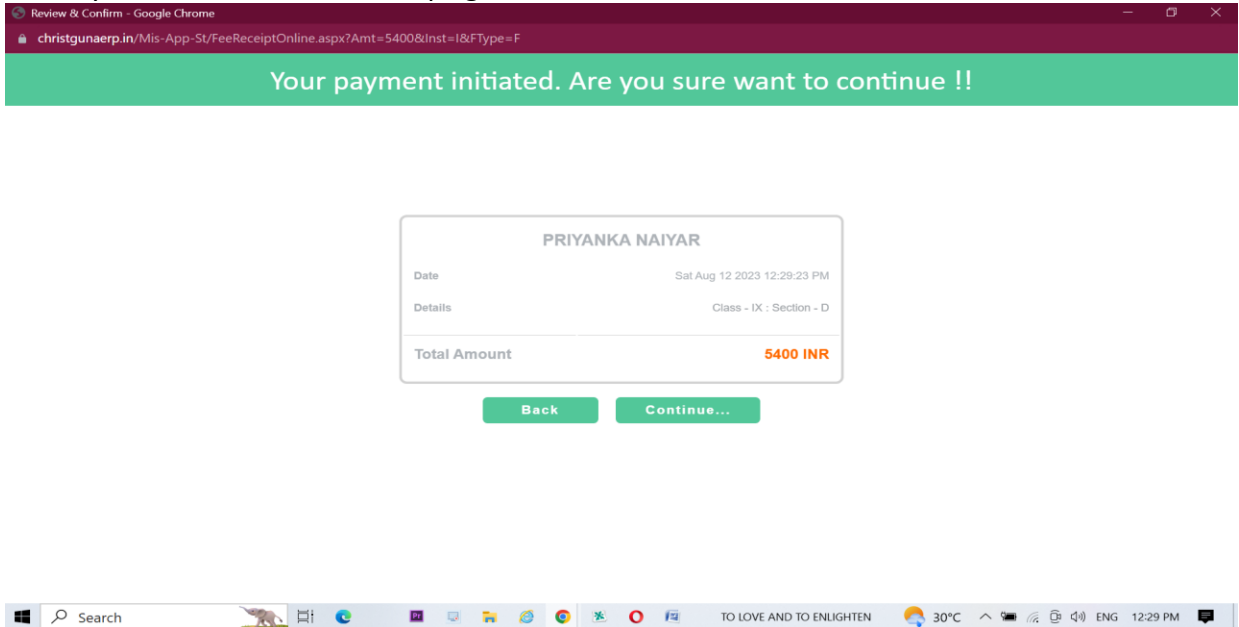 Review & Confirm - Google Chrome
christgunaerp.in/Mis-App-St/FeeReceiptOnline.aspx?Amt=5400&Inst=I&FType=F
Your payment initiated. Are you sure want to continue !!
PRIYANKA NAIYAR
Date Sat Aug 12 2023 12:29:23 PM
Details Class - IX : Section - D
Total Amount 5400 INR
Back Continue...
Search TO LOVE AND TO ENLIGHTEN 30°C ENG 12:29 PM